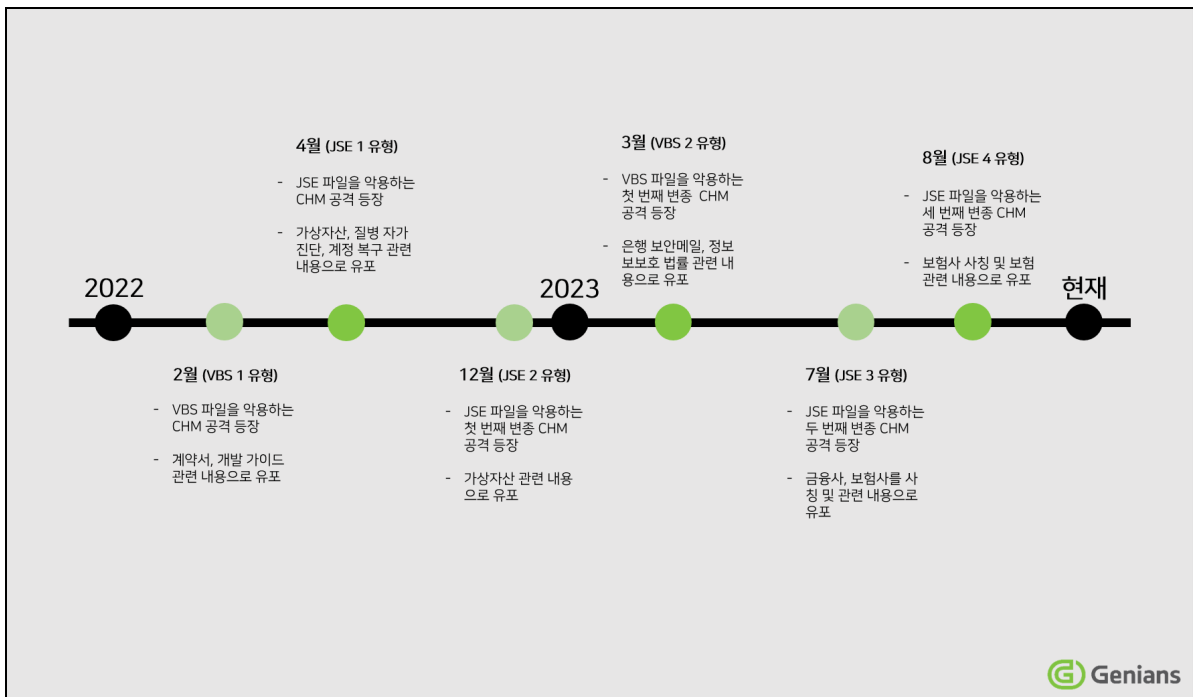 4월 (JSE 1 유형)
- JSE 파일을 악용하는
CHM 공격 등장
- 가상자산, 질병 자가
진단, 계정 복구 관련
내용으로 유포
3월 (VBS 2 유형)
- VBS 파일을 악용하는
첫 번째 변종 CHM
공격 등장
- 은행 보안메일, 정보
보보호 법률 관련 내
용으로 유포
8월 (JSE 4 유형)
- JSE 파일을 악용하는
세 번째 변종 CHM
공격 등장
- 보험사 사칭 및 보험
관련 내용으로 유포
2022
2023
현재
2월 (VBS 1 유형)
- VBS 파일을 악용하는
CHM 공격 등장
- 계약서, 개발 가이드
관련 내용으로 유포
12월 (JSE 2 유형)
- JSE 파일을 악용하는
첫 번째 변종 CHM
공격 등장
- 가상자산 관련 내용
으로 유포
7월 (JSE 3 유형)
- JSE 파일을 악용하는
두 번째 변종 CHM
공격 등장
- 금융사, 보험사를 사
칭 및 관련 내용으로
유포
Genians